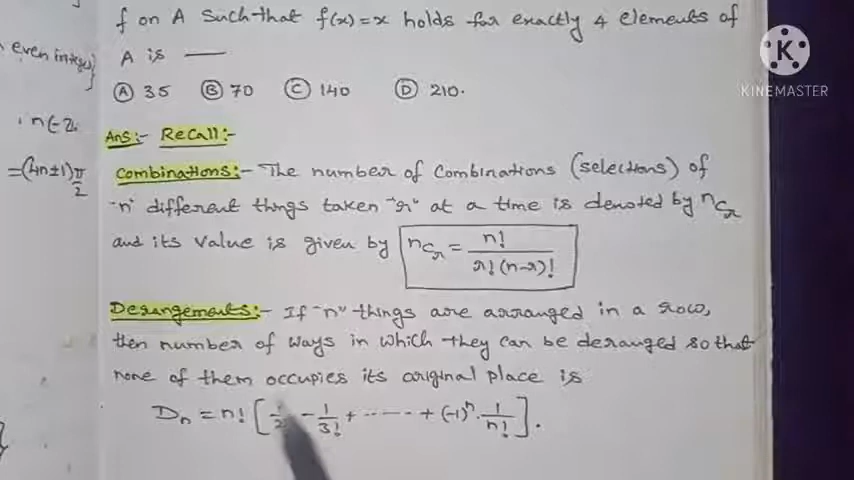 f on A such that f(x)=x holds for exactly 4 elements of
even integ
A is ——
Ⓐ 35 Ⓑ 70 Ⓒ 140 Ⓓ 210.
K
KINEMASTER
Ans:- Recall:-
=(4n±1)π/2
Combinations:- The number of Combinations (selections) of
"n" different things taken "r" at a time is denoted by nCr
and its value is given by nCr = n!/r!(n-r)!
Derangements:- If "n" things are arranged in a row,
then number of ways in which they can be deranged so that
none of them occupies its original place is
Dn = n! [1/2! - 1/3! + ------ + (-1)^n . 1/n!].